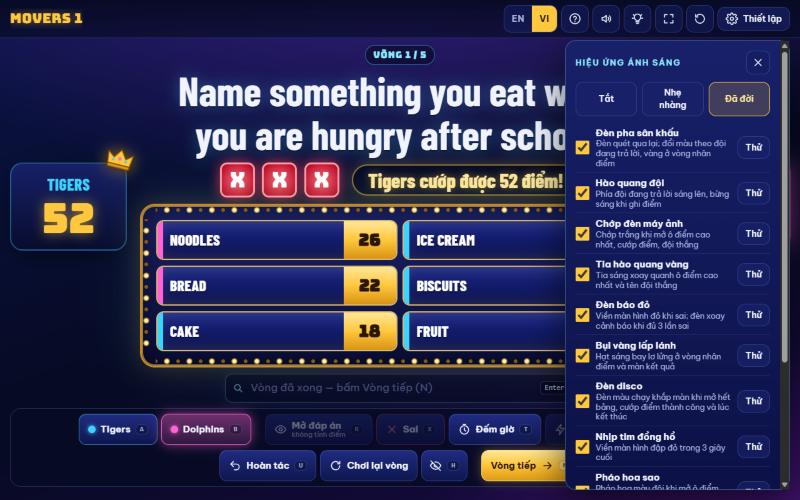 MOVERS 1
EN VI Thiết lập
VÒNG 1 / 5
Name something you eat w
you are hungry after scho
TIGERS
52
X X X Tigers cướp được 52 điểm!
NOODLES 26 ICE CREAM
BREAD 22 BISCUITS
CAKE 18 FRUIT
Vòng đã xong — bấm Vòng tiếp (N) Enter
Tigers A Dolphins B Mở đáp án Sai X Đếm giờ T
không tính điểm
Hoàn tác U Chơi lại vòng H Vòng tiếp →
HIỆU ỨNG ÁNH SÁNG
Tắt Nhẹ nhàng Đã đời
Đèn pha sân khấu
Đèn quét qua lại; đổi màu theo đội
đang trả lời, vàng ở vòng nhân
điểm
Thử
Hào quang đội
Phía đội đang trả lời sáng lên, bừng
sáng khi ghi điểm
Thử
Chớp đèn máy ảnh
Chớp trắng khi mở ô điểm cao
nhất, cướp điểm, đội thắng
Thử
Tia hào quang vàng
Tia sáng xoay quanh ô điểm cao
nhất và tên đội thắng
Thử
Đèn báo đỏ
Viền màn hình đỏ khi sai; đèn xoay
cảnh báo khi đủ 3 lần sai
Thử
Bụi vàng lấp lánh
Hạt sáng bay lơ lửng ở vòng nhân
điểm và màn kết quả
Thử
Đèn disco
Đèn màu chạy khắp màn khi mở hết
bảng, cướp điểm thành công và lúc
kết thúc
Thử
Nhịp tim đồng hồ
Viền màn hình đập đỏ trong 3 giây
cuối
Thử
Pháo hoa sao